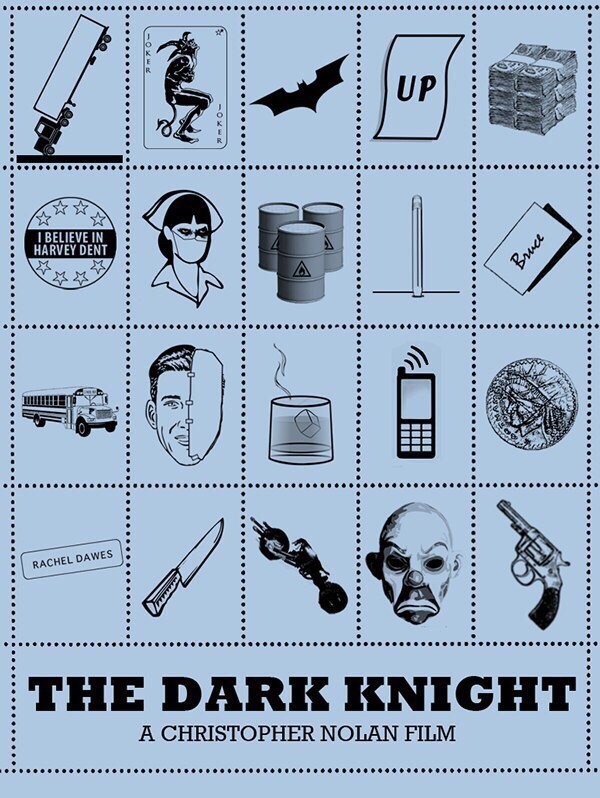 JOKER
JOKER
UP
I BELIEVE IN
HARVEY DENT
Bruce
RACHEL DAWES
THE DARK KNIGHT
A CHRISTOPHER NOLAN FILM